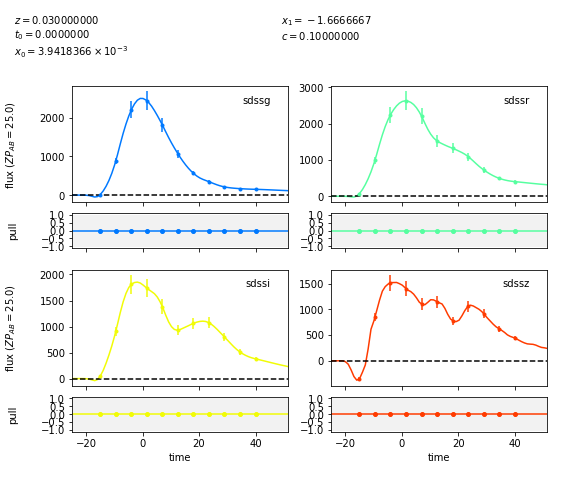 z = 0.030000000
t₀ = 0.0000000
x₀ = 3.9418366 × 10⁻³
x₁ = −1.6666667
c = 0.10000000
flux (ZP_AB = 25.0)
2000
1000
0
sdssg
3000
2000
1000
0
sdssr
pull
1.0
0.5
0.0
−0.5
−1.0
1.0
0.5
0.0
−0.5
−1.0
flux (ZP_AB = 25.0)
2000
1500
1000
500
0
sdssi
1500
1000
500
0
sdssz
pull
1.0
0.5
0.0
−0.5
−1.0
1.0
0.5
0.0
−0.5
−1.0
−20 0 20 40
time
−20 0 20 40
time